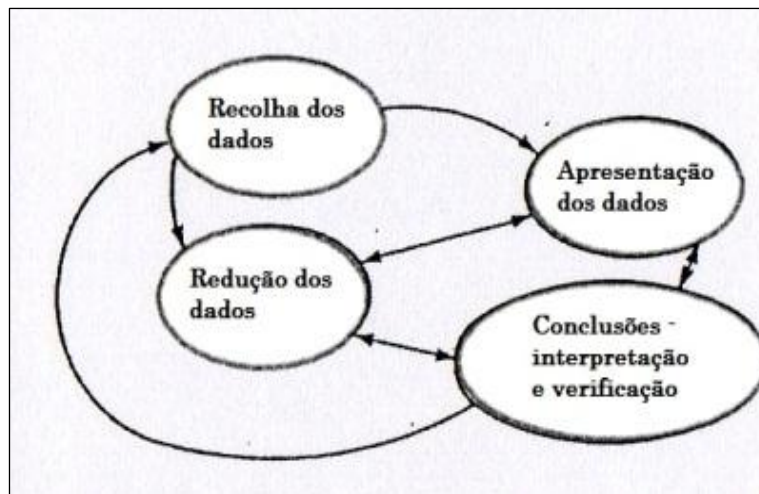 Recolha dos
dados
Apresentação
dos dados
Redução dos
dados
Conclusões -
interpretação
e verificação